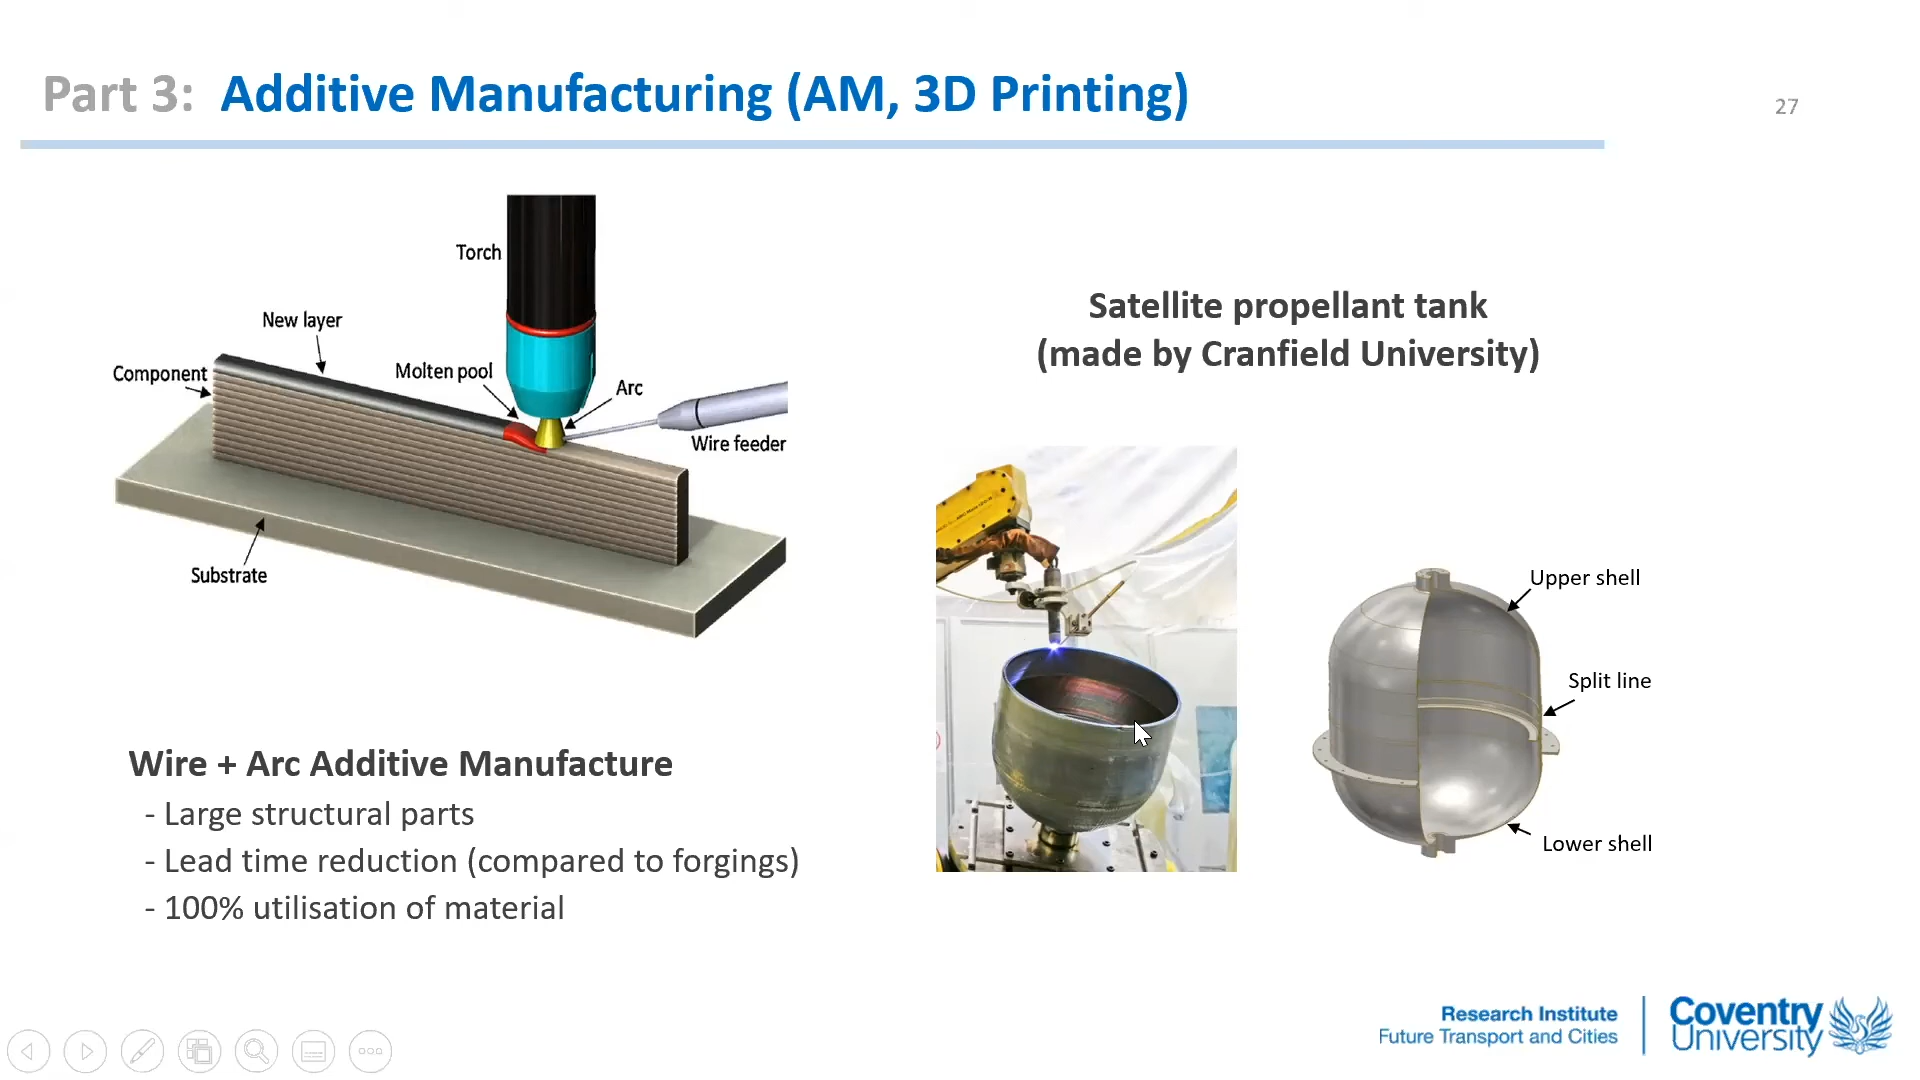 Part 3: Additive Manufacturing (AM, 3D Printing)
27
Torch
New layer
Component
Molten pool
Arc
Wire feeder
Substrate
Satellite propellant tank
(made by Cranfield University)
Upper shell
Split line
Lower shell
Wire + Arc Additive Manufacture
- Large structural parts
- Lead time reduction (compared to forgings)
- 100% utilisation of material
Research Institute
Future Transport and Cities
Coventry
University